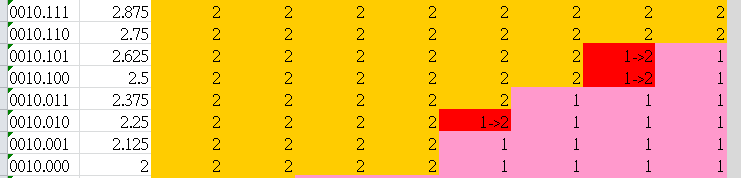 0010.111 2.875 2 2 2 2 2 2 2 2
0010.110 2.75 2 2 2 2 2 2 2 2
0010.101 2.625 2 2 2 2 2 2 1->2 1
0010.100 2.5 2 2 2 2 2 2 1->2 1
0010.011 2.375 2 2 2 2 2 1 1 1
0010.010 2.25 2 2 2 2 1->2 1 1 1
0010.001 2.125 2 2 2 2 1 1 1 1
0010.000 2 2 2 2 2 1 1 1 1